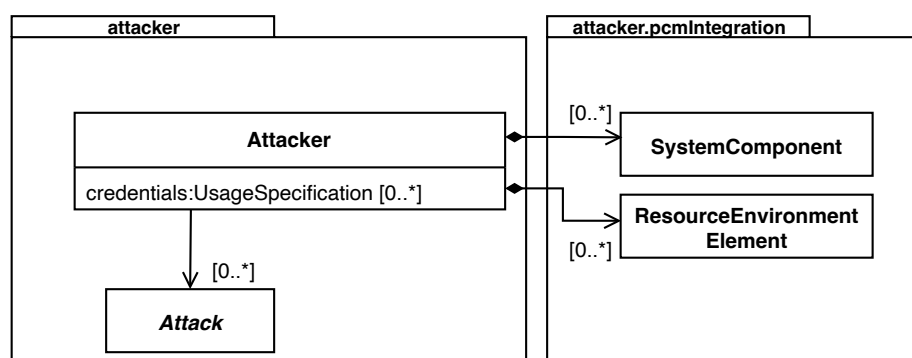 attacker
attacker.pcmIntegration
[0..*]
Attacker
SystemComponent
credentials:UsageSpecification [0..*]
ResourceEnvironment
Element
[0..*]
[0..*]
Attack